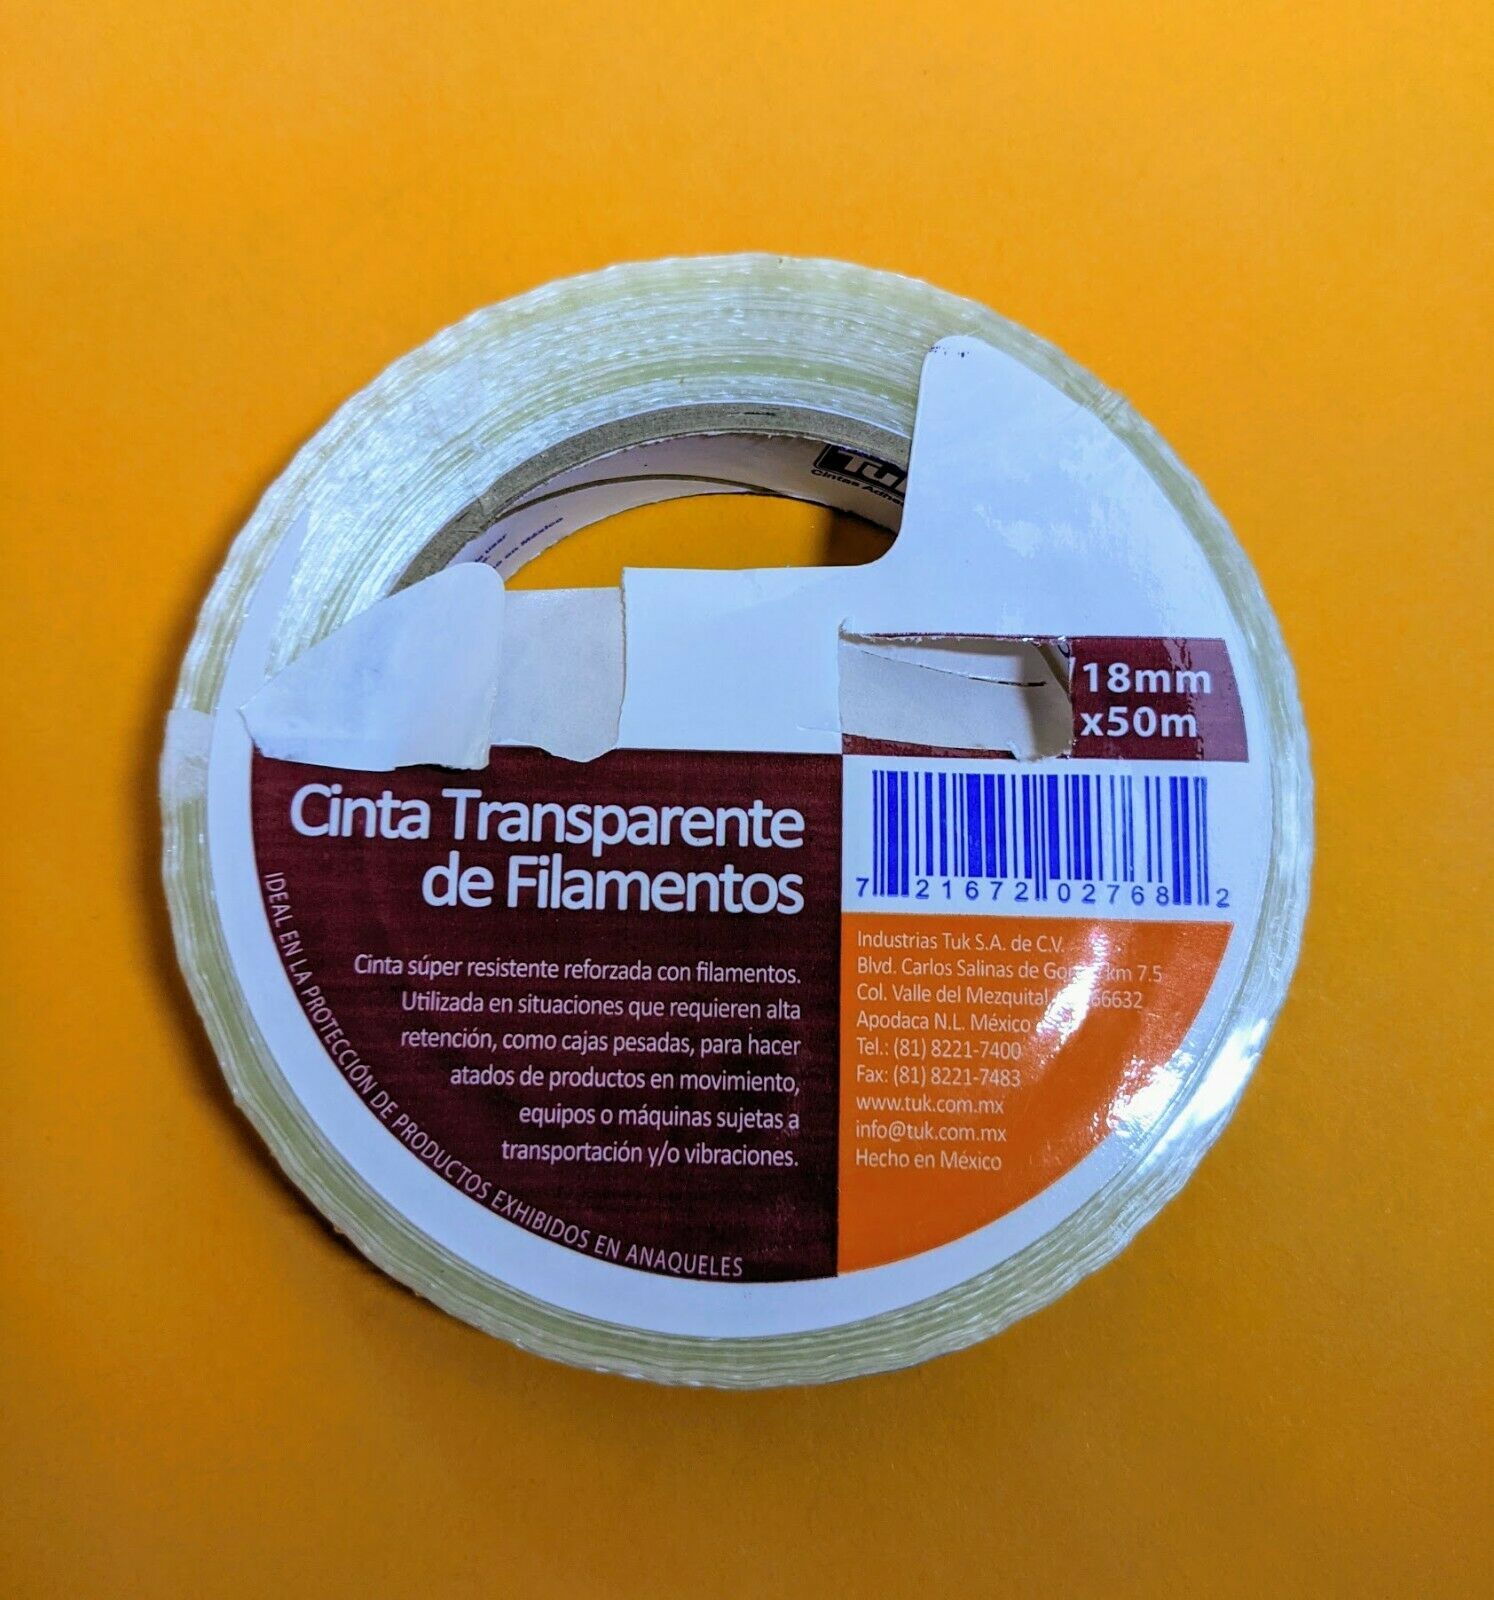 Cintas
en México
18mm
x50m
Cinta Transparente
de Filamentos
7 21672 02768 2
Cinta súper resistente reforzada con filamentos.
Utilizada en situaciones que requieren alta
retención, como cajas pesadas, para hacer
atados de productos en movimiento,
equipos o máquinas sujetas a
transportación y/o vibraciones.
IDEAL EN LA PROTECCIÓN DE PRODUCTOS EXHIBIDOS EN ANAQUELES
Industrias Tuk S.A. de C.V.
Blvd. Carlos Salinas de km 7.5
Col. Valle del Mezquital 66632
Apodaca N.L. México
Tel.: (81) 8221-7400
Fax: (81) 8221-7483
www.tuk.com.mx
info@tuk.com.mx
Hecho en México